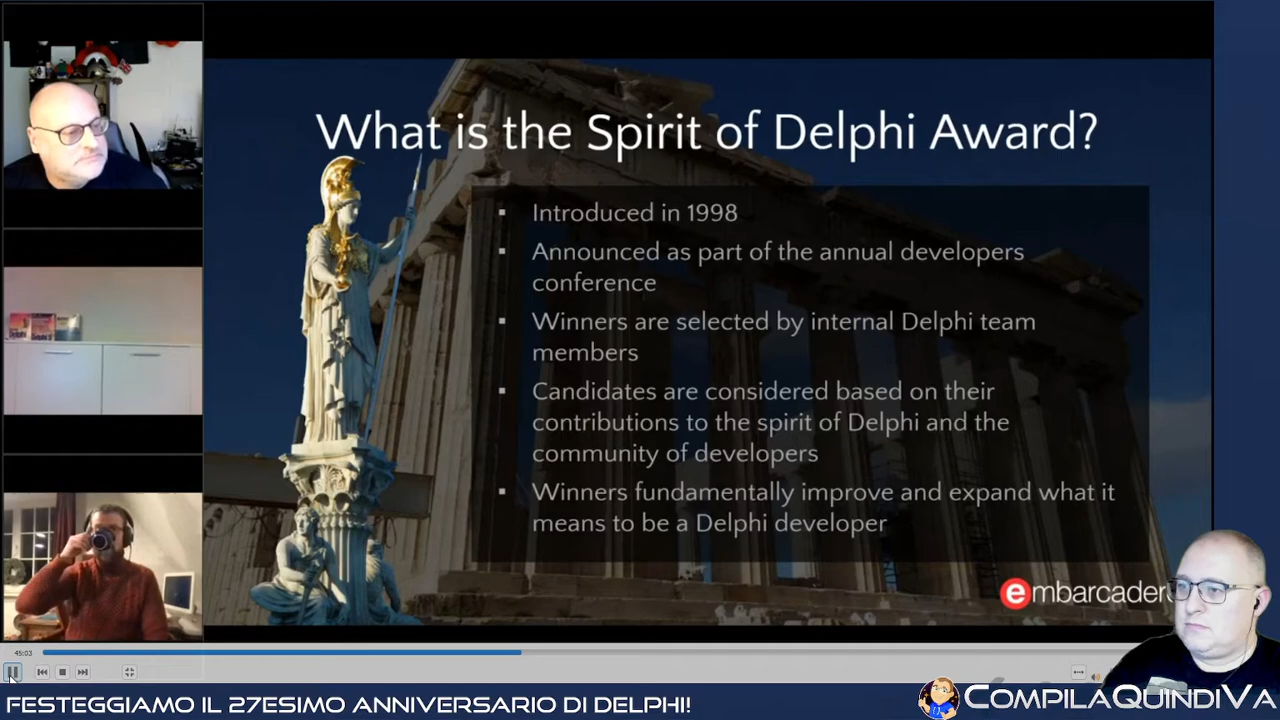 What is the Spirit of Delphi Award?
▪ Introduced in 1998
▪ Announced as part of the annual developers
conference
▪ Winners are selected by internal Delphi team
members
▪ Candidates are considered based on their
contributions to the spirit of Delphi and the
community of developers
▪ Winners fundamentally improve and expand what it
means to be a Delphi developer
embarcader
45:03
FESTEGGIAMO IL 27ESIMO ANNIVERSARIO DI DELPHI!
COMPILAQUINDIVA